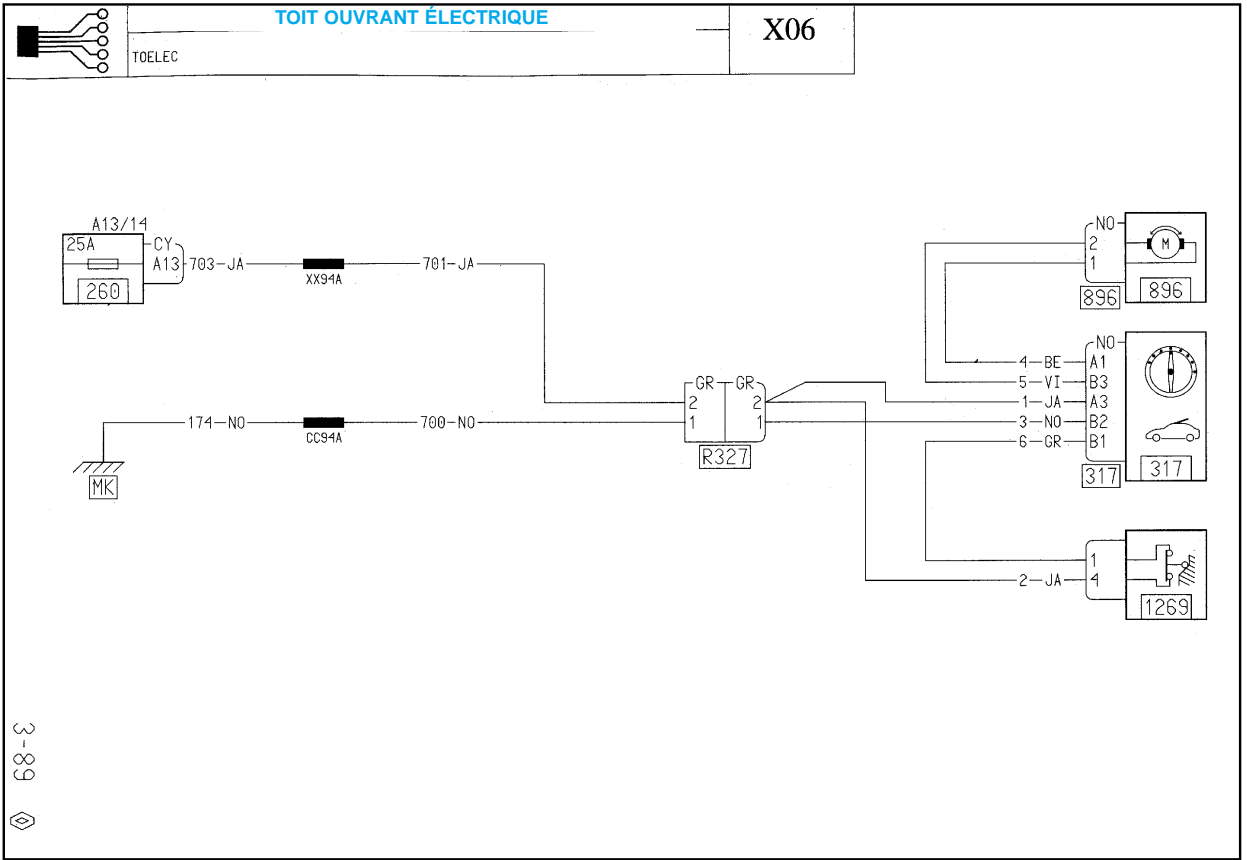 TOIT OUVRANT ÉLECTRIQUE
TOELEC
X06
A13/14
25A
CY
A13
703-JA
XX94A
701-JA
260
174-NO
CC94A
700-NO
MK
GR
GR
2
2
1
1
R327
NO
2
1
896
896
NO
4-BE
A1
5-VI
B3
1-JA
A3
3-NO
B2
6-GR
B1
317
317
1
2-JA
4
1269
M
3-89